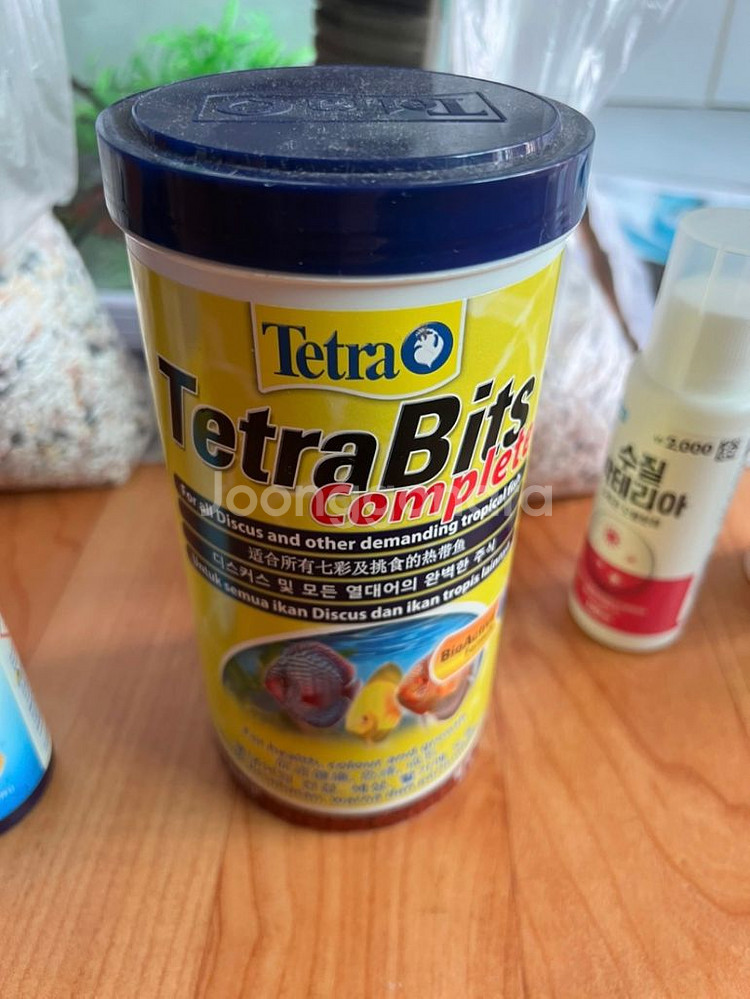 Tetra
Tetra
TetraBits
Complete
For all Discus and other demanding tropical fish
适合所有七彩及挑食的热带鱼
디스커스 및 모든 열대어의 완벽한 주식
Untuk semua ikan Discus dan ikan tropis lainnya
BioActive
For health, colour and growth
2,000
수질
박테리아